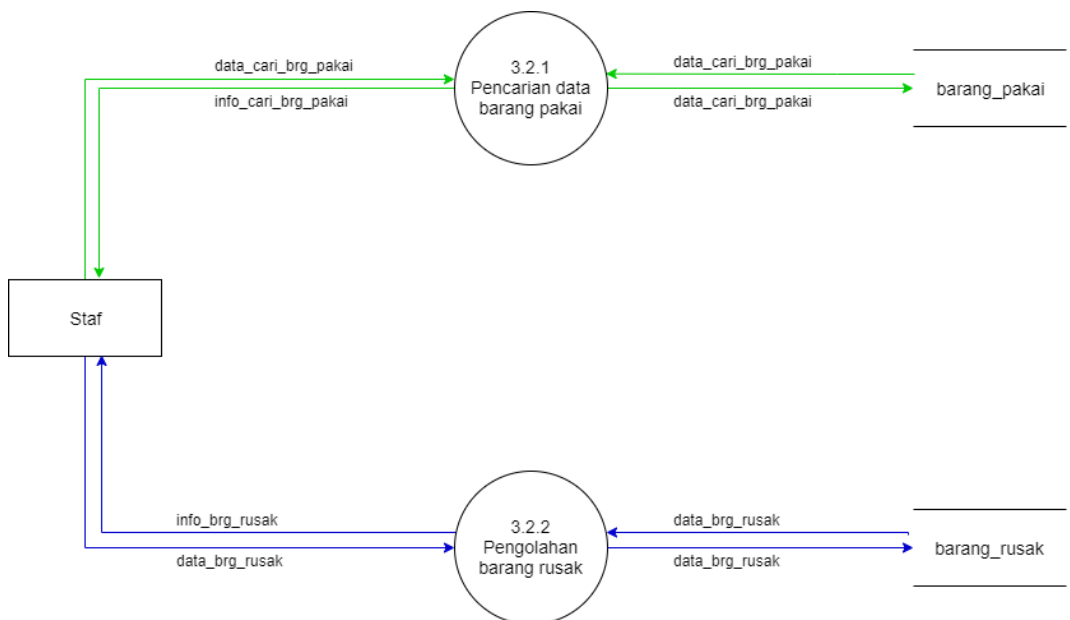 data_cari_brg_pakai
info_cari_brg_pakai
3.2.1
Pencarian data
barang pakai
data_cari_brg_pakai
data_cari_brg_pakai
barang_pakai
Staf
info_brg_rusak
data_brg_rusak
3.2.2
Pengolahan
barang rusak
data_brg_rusak
data_brg_rusak
barang_rusak